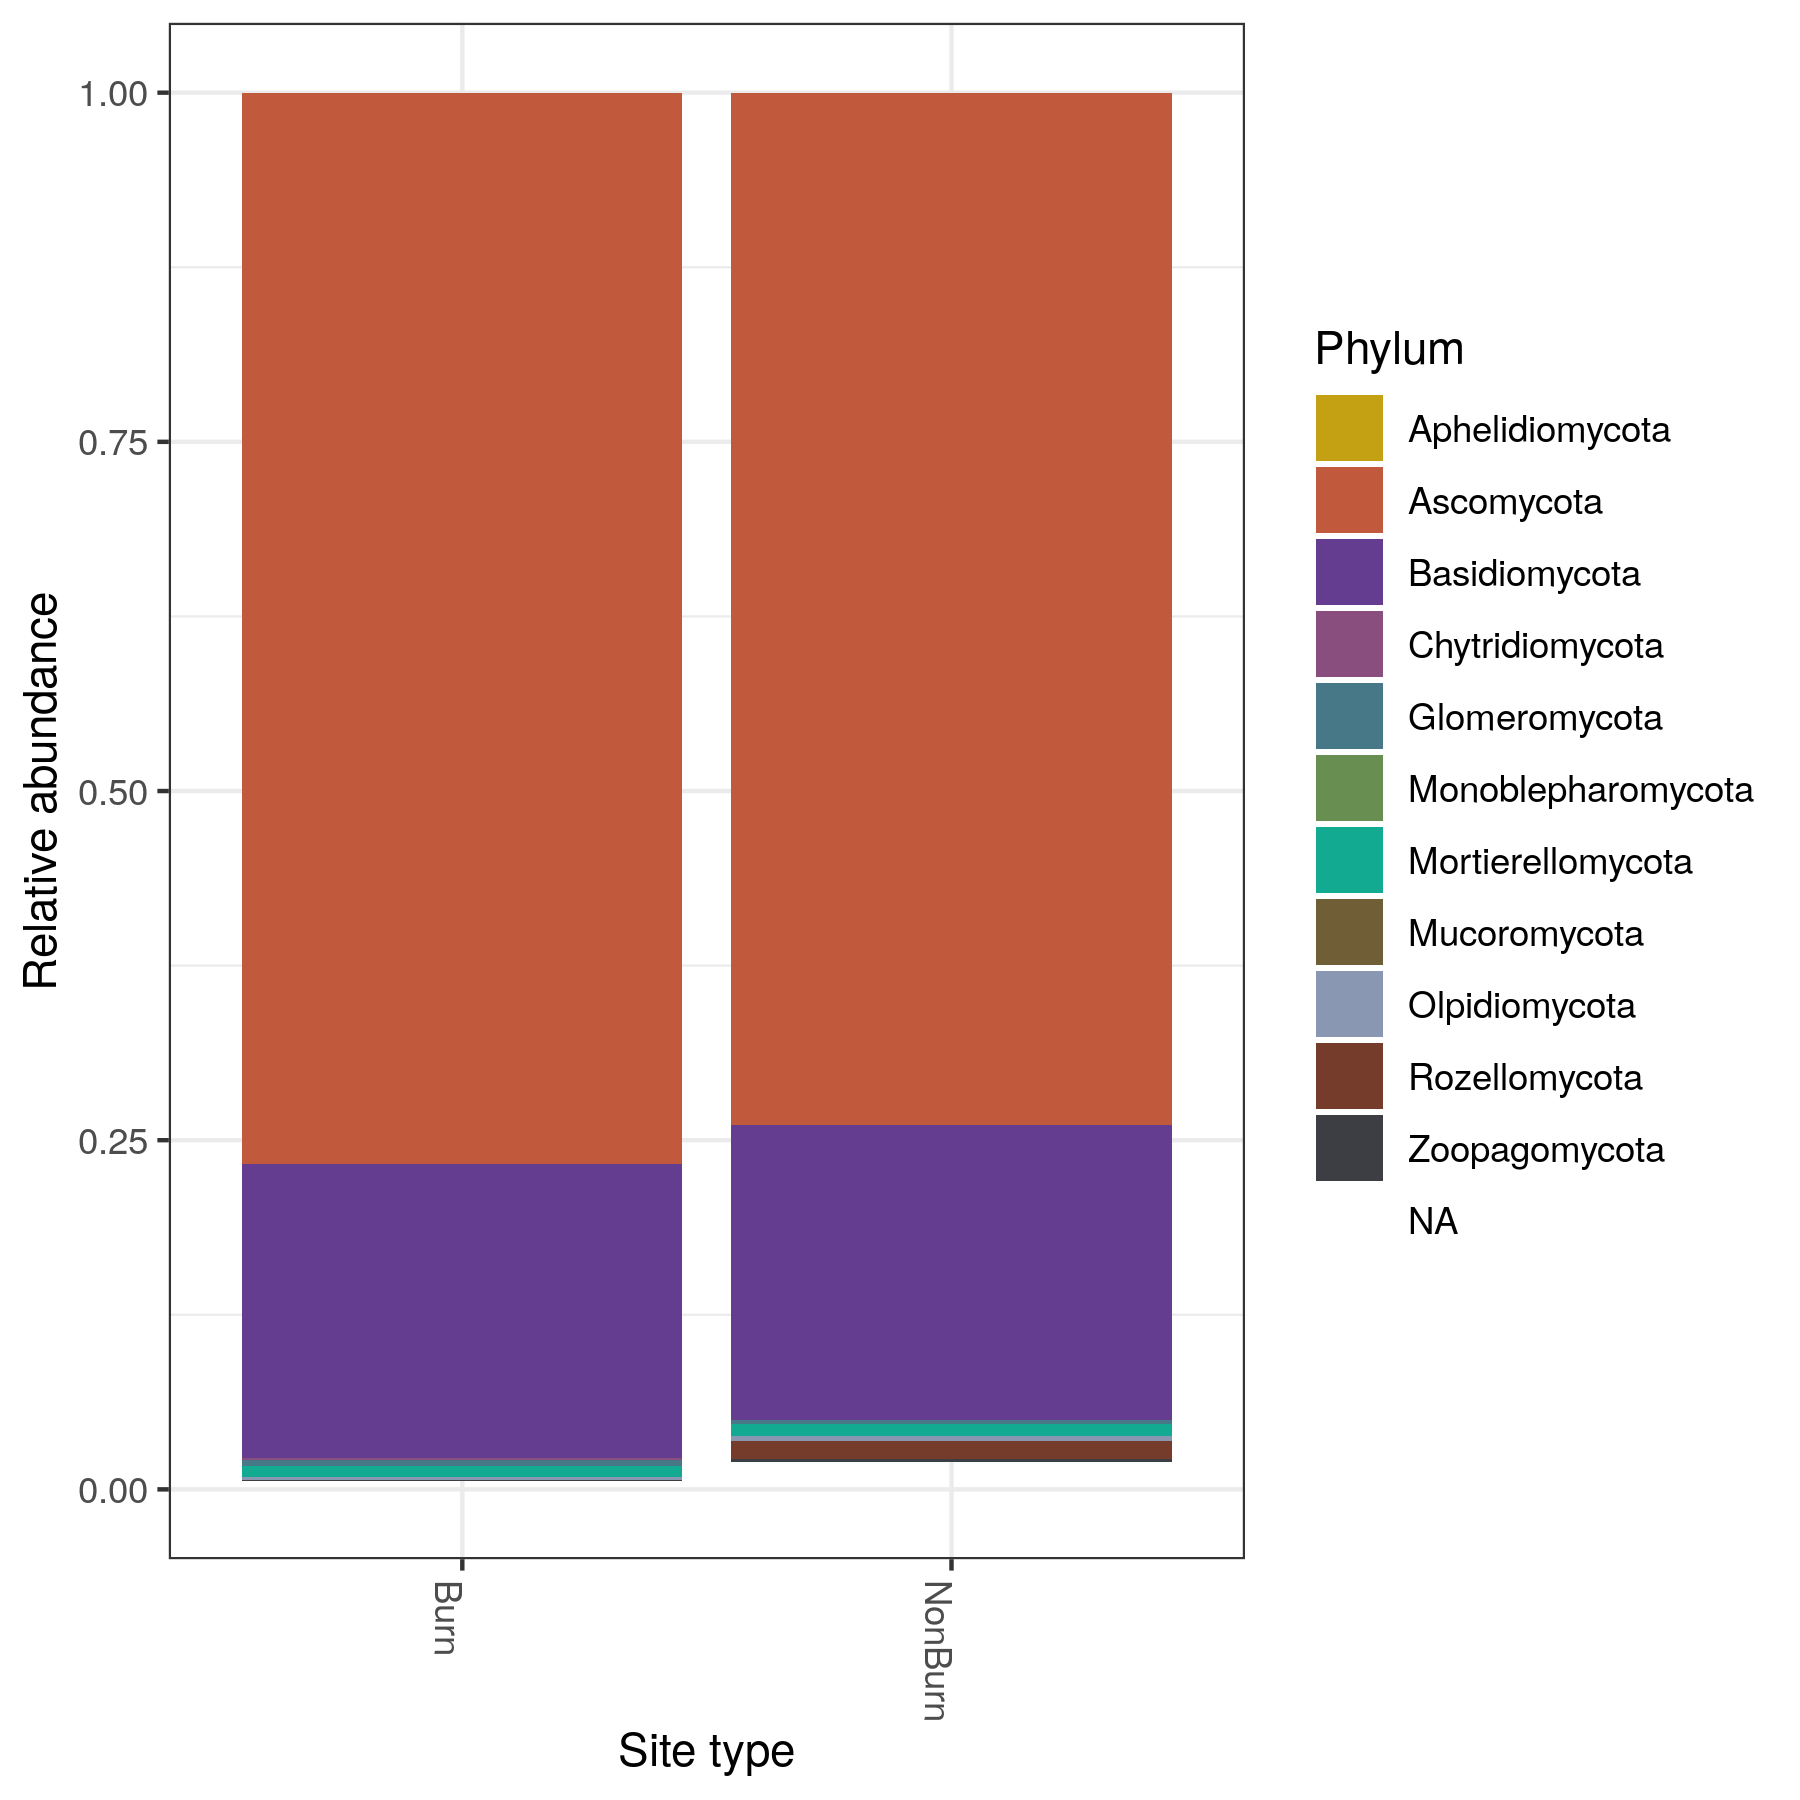 Relative abundance
1.00
0.75
0.50
0.25
0.00
Burn
NonBurn
Site type
Phylum
Aphelidiomycota
Ascomycota
Basidiomycota
Chytridiomycota
Glomeromycota
Monoblepharomycota
Mortierellomycota
Mucoromycota
Olpidiomycota
Rozellomycota
Zoopagomycota
NA